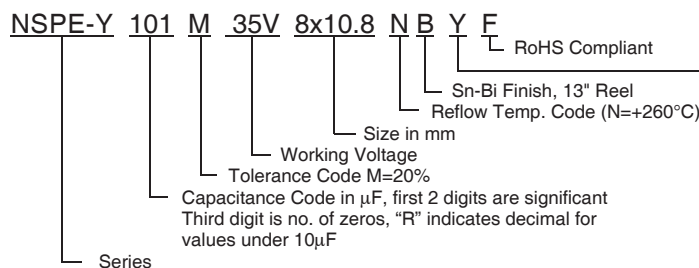 NSPE-Y 101 M 35V 8x10.8 N B Y F
RoHS Compliant
Sn-Bi Finish, 13" Reel
Reflow Temp. Code (N=+260°C)
Size in mm
Working Voltage
Tolerance Code M=20%
Capacitance Code in μF, first 2 digits are significant
Third digit is no. of zeros, “R” indicates decimal for
values under 10μF
Series